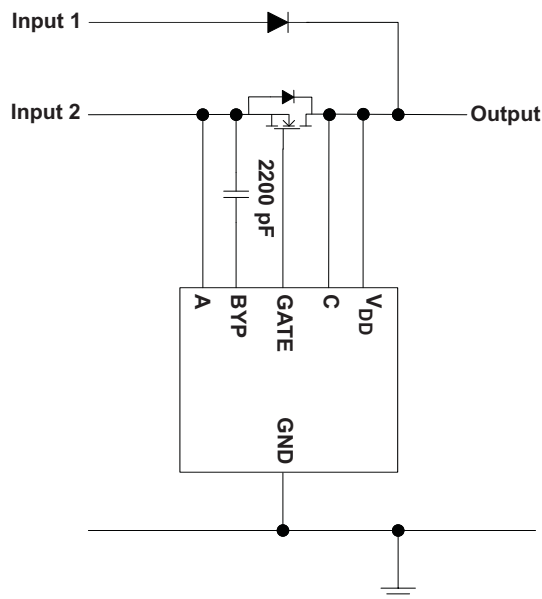 Input 1
Input 2
Output
2200 pF
A
BYP
GATE
C
VDD
GND